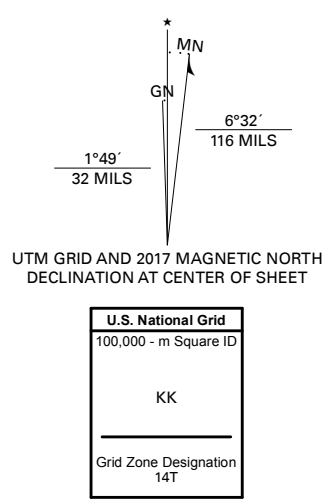 ★
MN
GN
6°32´
116 MILS
1°49´
32 MILS
UTM GRID AND 2017 MAGNETIC NORTH
DECLINATION AT CENTER OF SHEET
U.S. National Grid
100,000 - m Square ID
KK
Grid Zone Designation
14T